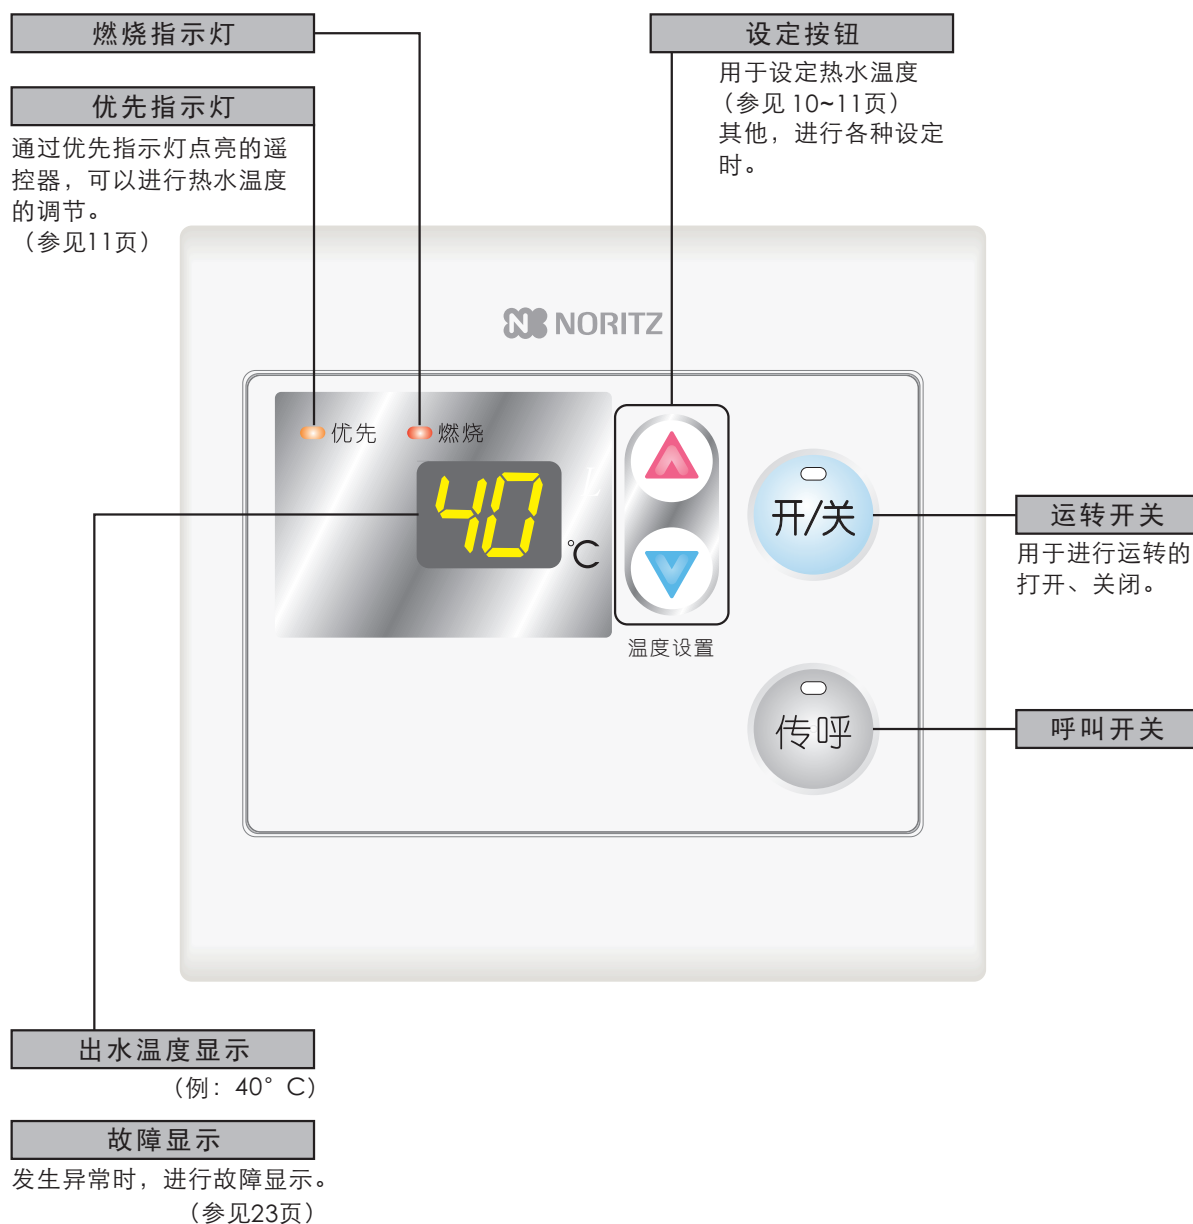 燃烧指示灯
优先指示灯
通过优先指示灯点亮的遥
控器，可以进行热水温度
的调节。
（参见11页）
设定按钮
用于设定热水温度
（参见 10~11页）
其他，进行各种设定
时。
NORITZ
优先 燃烧
40
L
°C
温度设置
开/关
运转开关
用于进行运转的
打开、关闭。
传呼
呼叫开关
出水温度显示
（例：40° C）
故障显示
发生异常时，进行故障显示。
（参见23页）